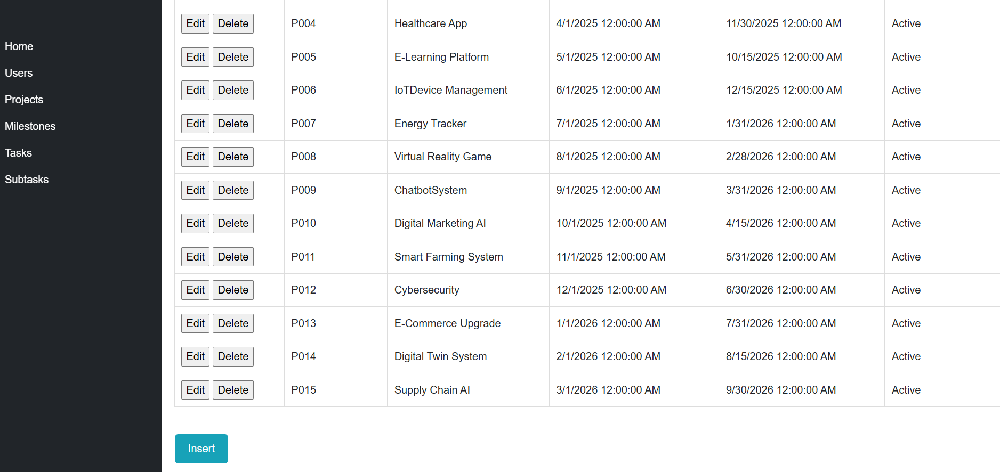 Home
Users
Projects
Milestones
Tasks
Subtasks
Edit Delete P004 Healthcare App 4/1/2025 12:00:00 AM 11/30/2025 12:00:00 AM Active
Edit Delete P005 E-Learning Platform 5/1/2025 12:00:00 AM 10/15/2025 12:00:00 AM Active
Edit Delete P006 IoTDevice Management 6/1/2025 12:00:00 AM 12/15/2025 12:00:00 AM Active
Edit Delete P007 Energy Tracker 7/1/2025 12:00:00 AM 1/31/2026 12:00:00 AM Active
Edit Delete P008 Virtual Reality Game 8/1/2025 12:00:00 AM 2/28/2026 12:00:00 AM Active
Edit Delete P009 ChatbotSystem 9/1/2025 12:00:00 AM 3/31/2026 12:00:00 AM Active
Edit Delete P010 Digital Marketing AI 10/1/2025 12:00:00 AM 4/15/2026 12:00:00 AM Active
Edit Delete P011 Smart Farming System 11/1/2025 12:00:00 AM 5/31/2026 12:00:00 AM Active
Edit Delete P012 Cybersecurity 12/1/2025 12:00:00 AM 6/30/2026 12:00:00 AM Active
Edit Delete P013 E-Commerce Upgrade 1/1/2026 12:00:00 AM 7/31/2026 12:00:00 AM Active
Edit Delete P014 Digital Twin System 2/1/2026 12:00:00 AM 8/15/2026 12:00:00 AM Active
Edit Delete P015 Supply Chain AI 3/1/2026 12:00:00 AM 9/30/2026 12:00:00 AM Active
Insert